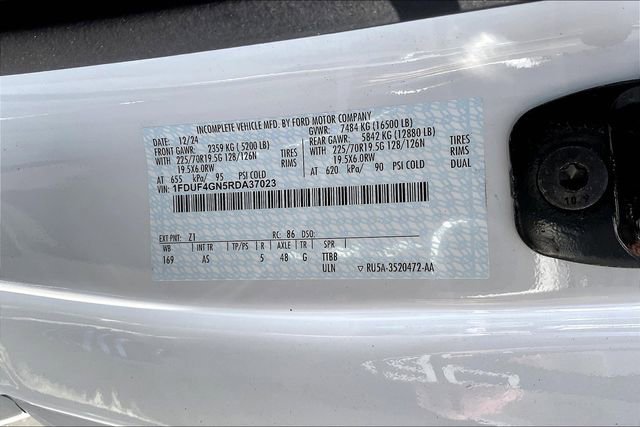 INCOMPLETE VEHICLE MFD. BY FORD MOTOR COMPANY
DATE: 12/24 GVWR: 7484 KG (16500 LB)
FRONT GAWR: 2359 KG (5200 LB) REAR GAWR: 5842 KG (12880 LB)
WITH 225/70R19.5G 128/126N TIRES WITH 225/70R19.5G 128/126N TIRES
19.5X6.0RW RIMS 19.5X6.0RW RIMS
AT 655 kPa/ 95 PSI COLD AT 620 kPa/ 90 PSI COLD DUAL
VIN: 1FDUF4GN5RDA37023
EXT PNT: Z1 RC: 86 DSO:
WB INT TR TP/PS R AXLE TR SPR
169 AS 5 48 G TTBB
ULN ▽ RU5A-3520472-AA
10.9